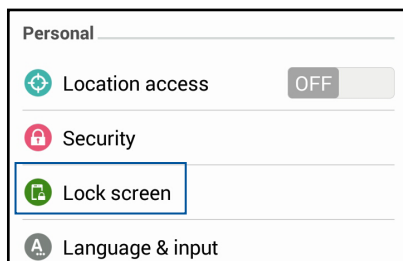 Personal
Location access OFF
Security
Lock screen
Language & input